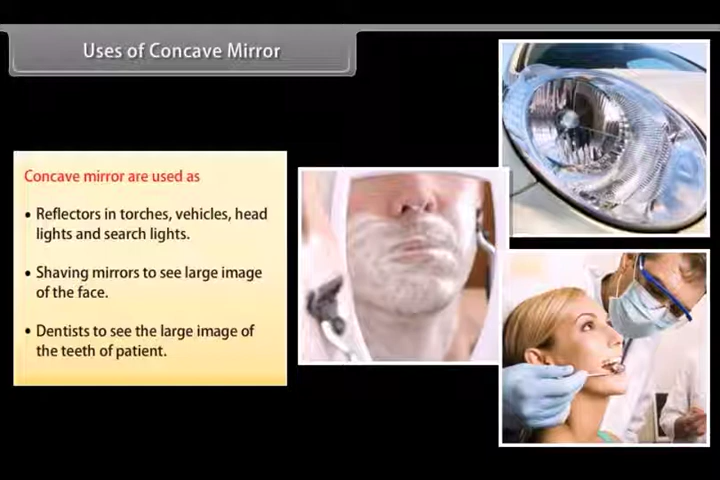 Uses of Concave Mirror
Concave mirror are used as
• Reflectors in torches, vehicles, head
lights and search lights.
• Shaving mirrors to see large image
of the face.
• Dentists to see the large image of
the teeth of patient.